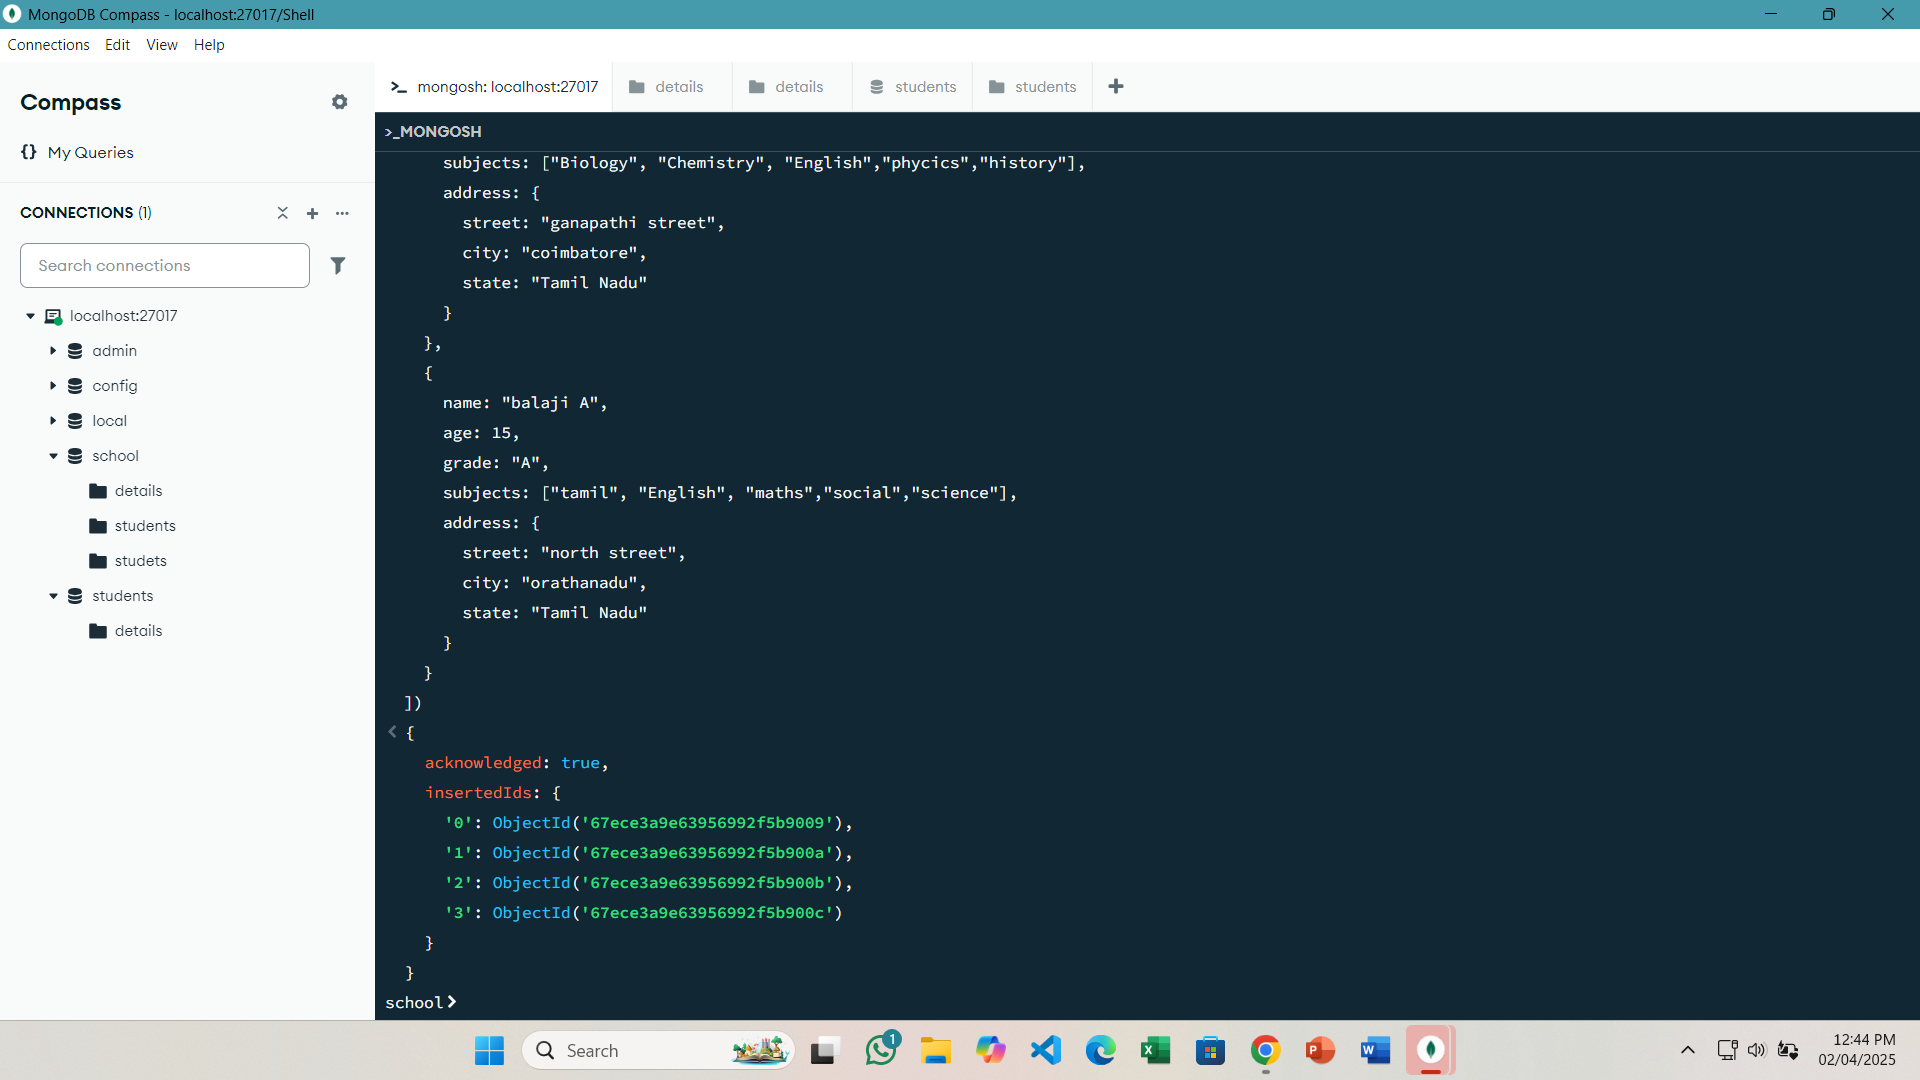 MongoDB Compass - localhost:27017/Shell
Connections Edit View Help
Compass
{} My Queries
CONNECTIONS (1)
Search connections
localhost:27017
admin
config
local
school
details
students
studets
students
details
>_ mongosh: localhost:27017
details
details
students
students
>_MONGOSH
subjects: ["Biology", "Chemistry", "English","phycics","history"],
address: {
street: "ganapathi street",
city: "coimbatore",
state: "Tamil Nadu"
}
},
{
name: "balaji A",
age: 15,
grade: "A",
subjects: ["tamil", "English", "maths","social","science"],
address: {
street: "north street",
city: "orathanadu",
state: "Tamil Nadu"
}
}
])
{
acknowledged: true,
insertedIds: {
'0': ObjectId('67ece3a9e63956992f5b9009'),
'1': ObjectId('67ece3a9e63956992f5b900a'),
'2': ObjectId('67ece3a9e63956992f5b900b'),
'3': ObjectId('67ece3a9e63956992f5b900c')
}
}
school>
Search
1
12:44 PM
02/04/2025